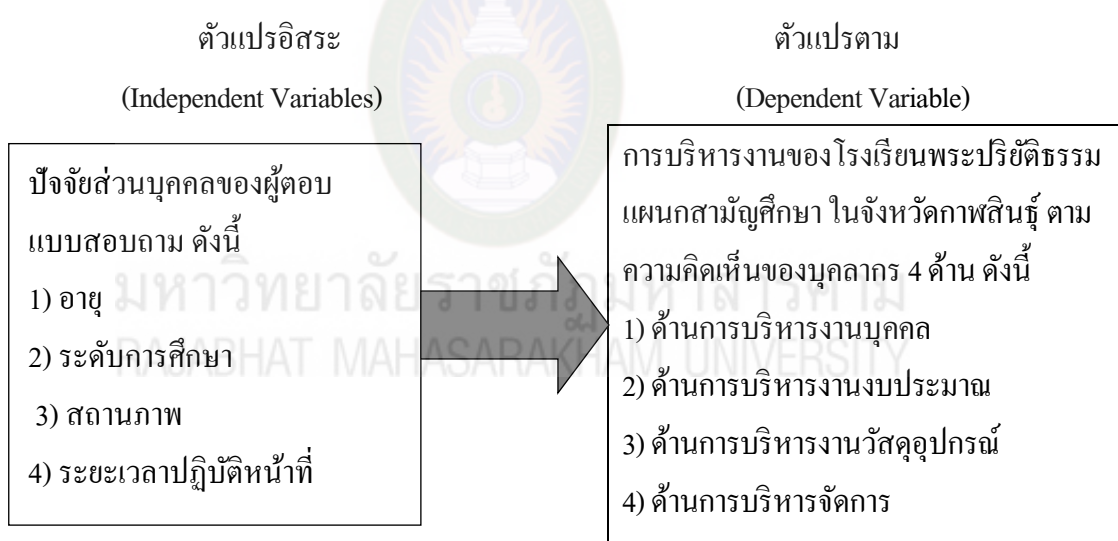 ตัวแปรอิสระ
(Independent Variables)
ปัจจัยส่วนบุคคลของผู้ตอบ
แบบสอบถาม ดังนี้
1) อายุ
2) ระดับการศึกษา
3) สถานภาพ
4) ระยะเวลาปฏิบัติหน้าที่
ตัวแปรตาม
(Dependent Variable)
การบริหารงานของโรงเรียนพระปริยัติธรรม
แผนกสามัญศึกษา ในจังหวัดกาฬสินธุ์ ตาม
ความคิดเห็นของบุคลากร 4 ด้าน ดังนี้
1) ด้านการบริหารงานบุคคล
2) ด้านการบริหารงานงบประมาณ
3) ด้านการบริหารงานวัสดุอุปกรณ์
4) ด้านการบริหารจัดการ
มหาวิทยาลัยราชภัฏมหาสารคาม
RAJABHAT MAHASARAKHAM UNIVERSITY